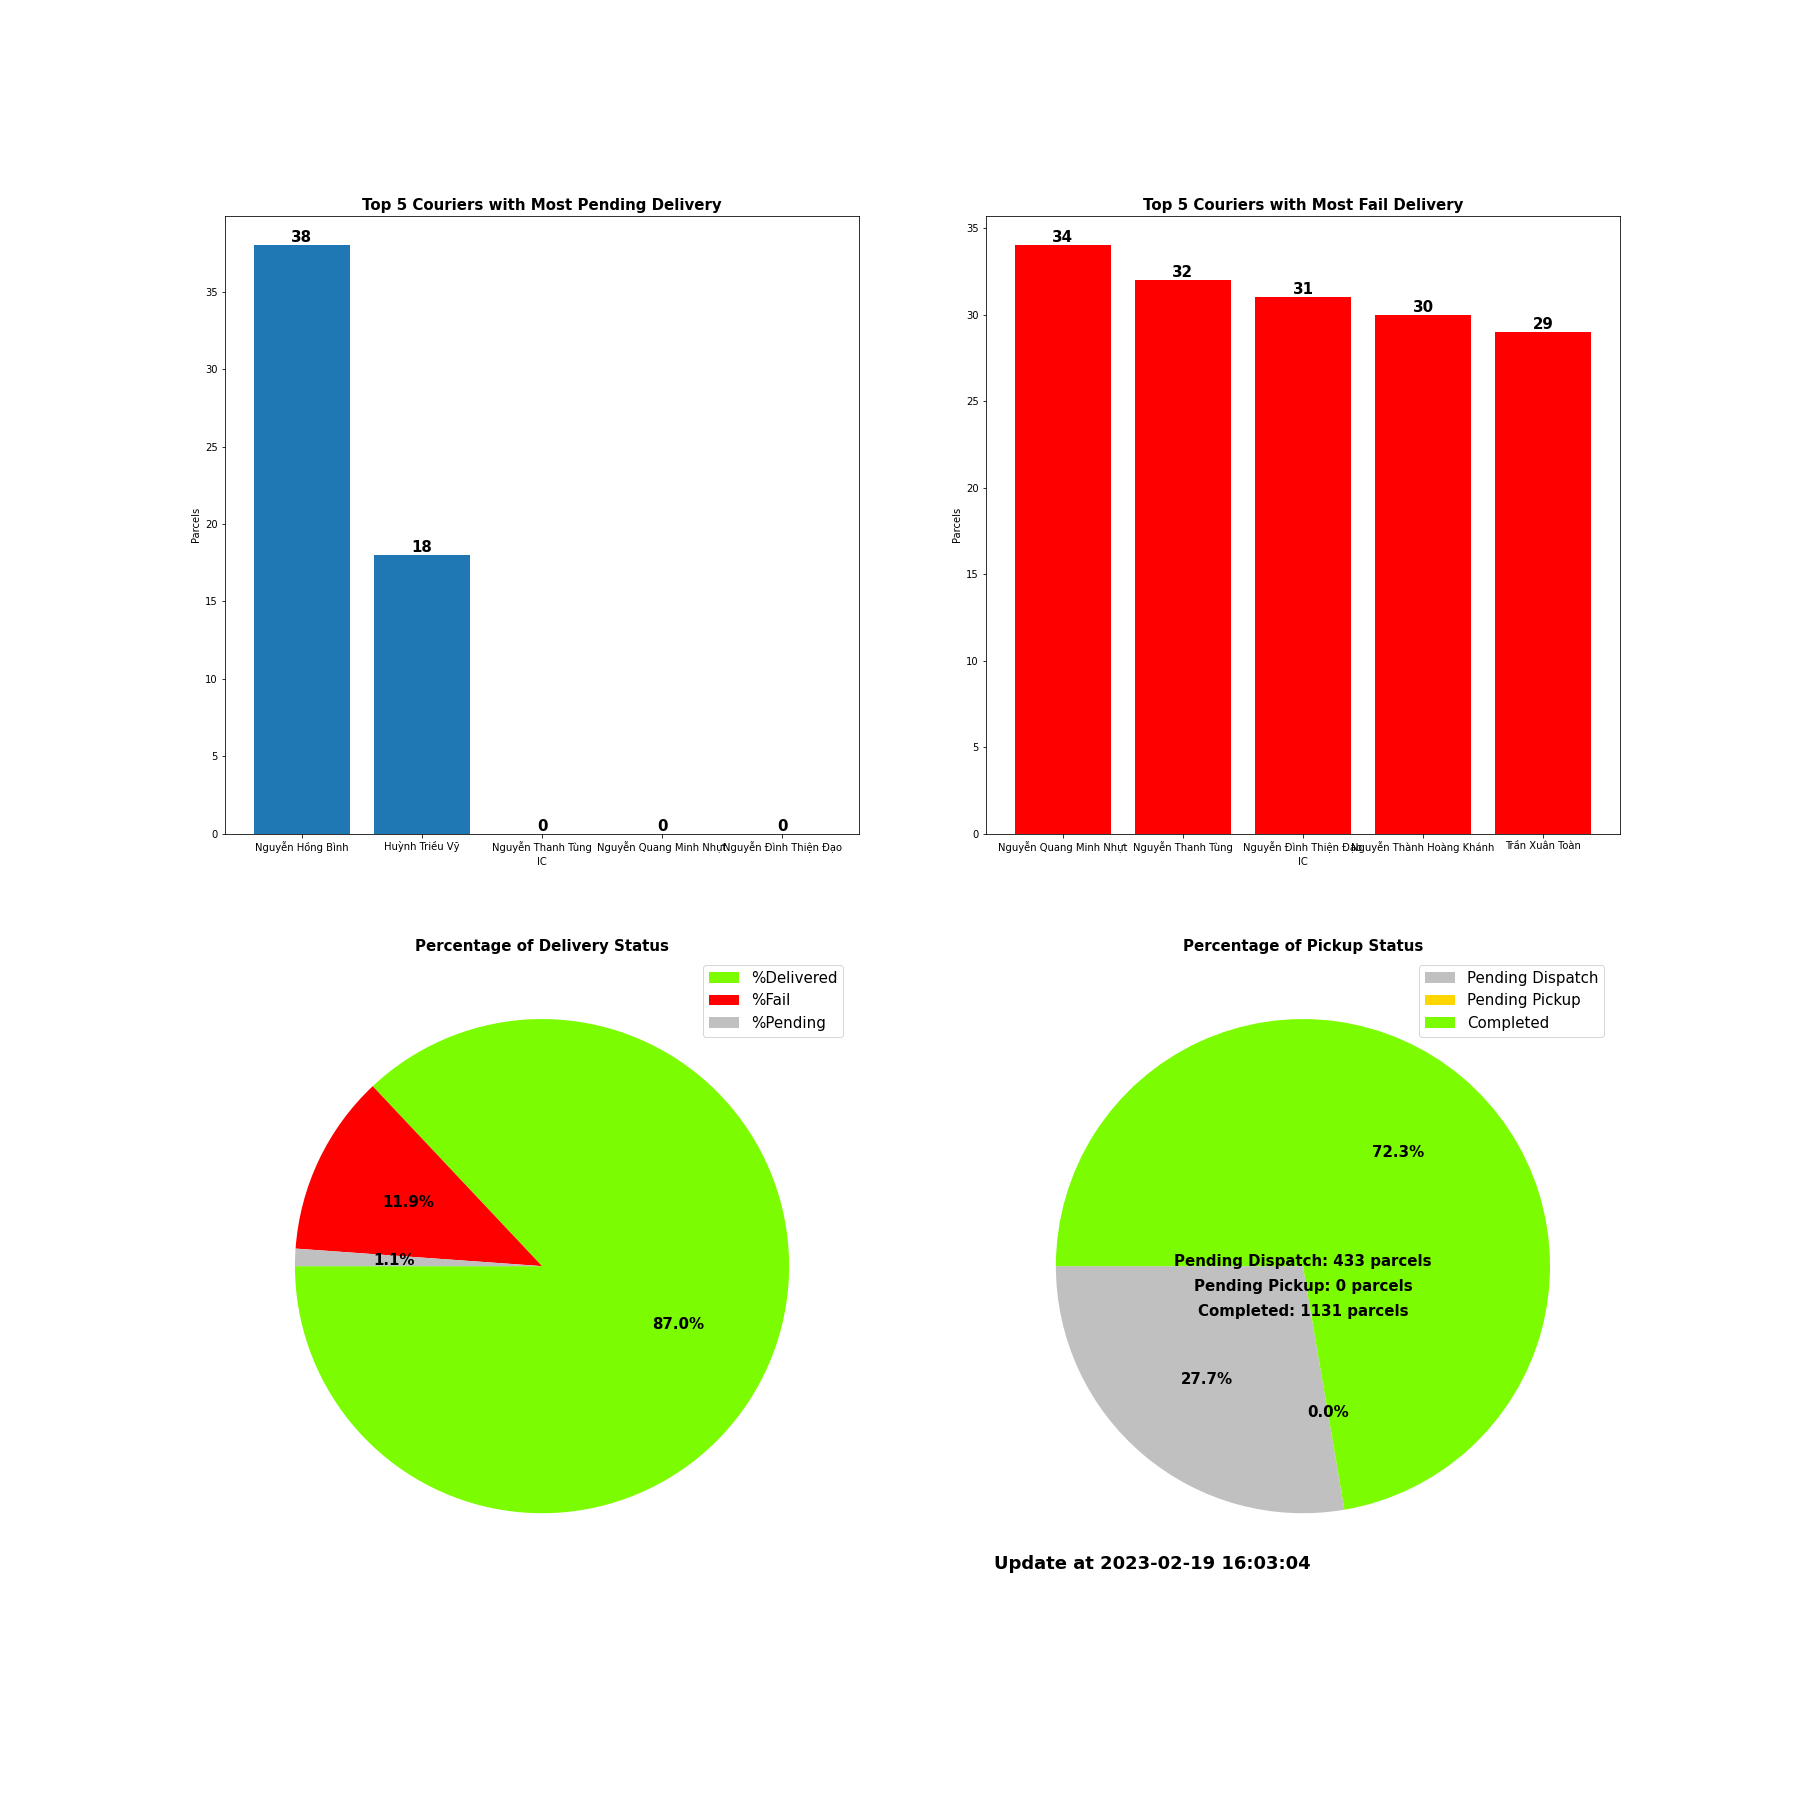 Top 5 Couriers with Most Pending Delivery
38
18
0
0
0
35
30
25
20
15
10
5
0
Parcels
Nguyễn Hồng Bình
Huỳnh Triều Vỹ
Nguyễn Thanh Tùng
Nguyễn Quang Minh Nhựt
Nguyễn Đình Thiện Đạo
IC
Top 5 Couriers with Most Fail Delivery
34
32
31
30
29
35
30
25
20
15
10
5
0
Parcels
Nguyễn Quang Minh Nhựt
Nguyễn Thanh Tùng
Nguyễn Đình Thiện Đạo
Nguyễn Thành Hoàng Khánh
Trần Xuân Toàn
IC
Percentage of Delivery Status
%Delivered
%Fail
%Pending
11.9%
1.1%
87.0%
Percentage of Pickup Status
Pending Dispatch
Pending Pickup
Completed
72.3%
Pending Dispatch: 433 parcels
Pending Pickup: 0 parcels
Completed: 1131 parcels
27.7%
0.0%
Update at 2023-02-19 16:03:04